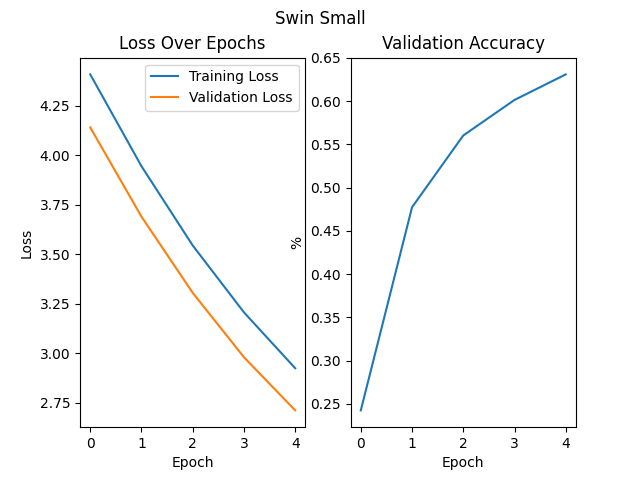 Swin Small
Loss Over Epochs
Training Loss
Validation Loss
4.25
4.00
3.75
3.50
3.25
3.00
2.75
Loss
0 1 2 3 4
Epoch
Validation Accuracy
0.65
0.60
0.55
0.50
0.45
0.40
0.35
0.30
0.25
%
0 1 2 3 4
Epoch